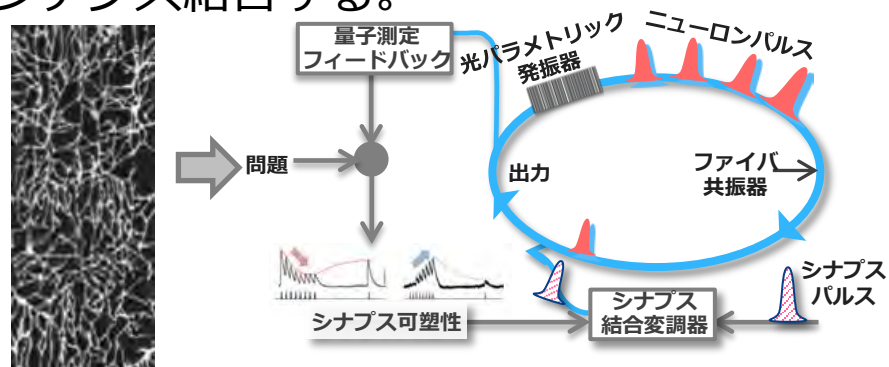 シナプス結合する。
量子測定
フィードバック
光パラメトリック
発振器
ニューロンパルス
問題
出力
ファイバ
共振器
シナプス
パルス
シナプス
結合変調器
シナプス可塑性